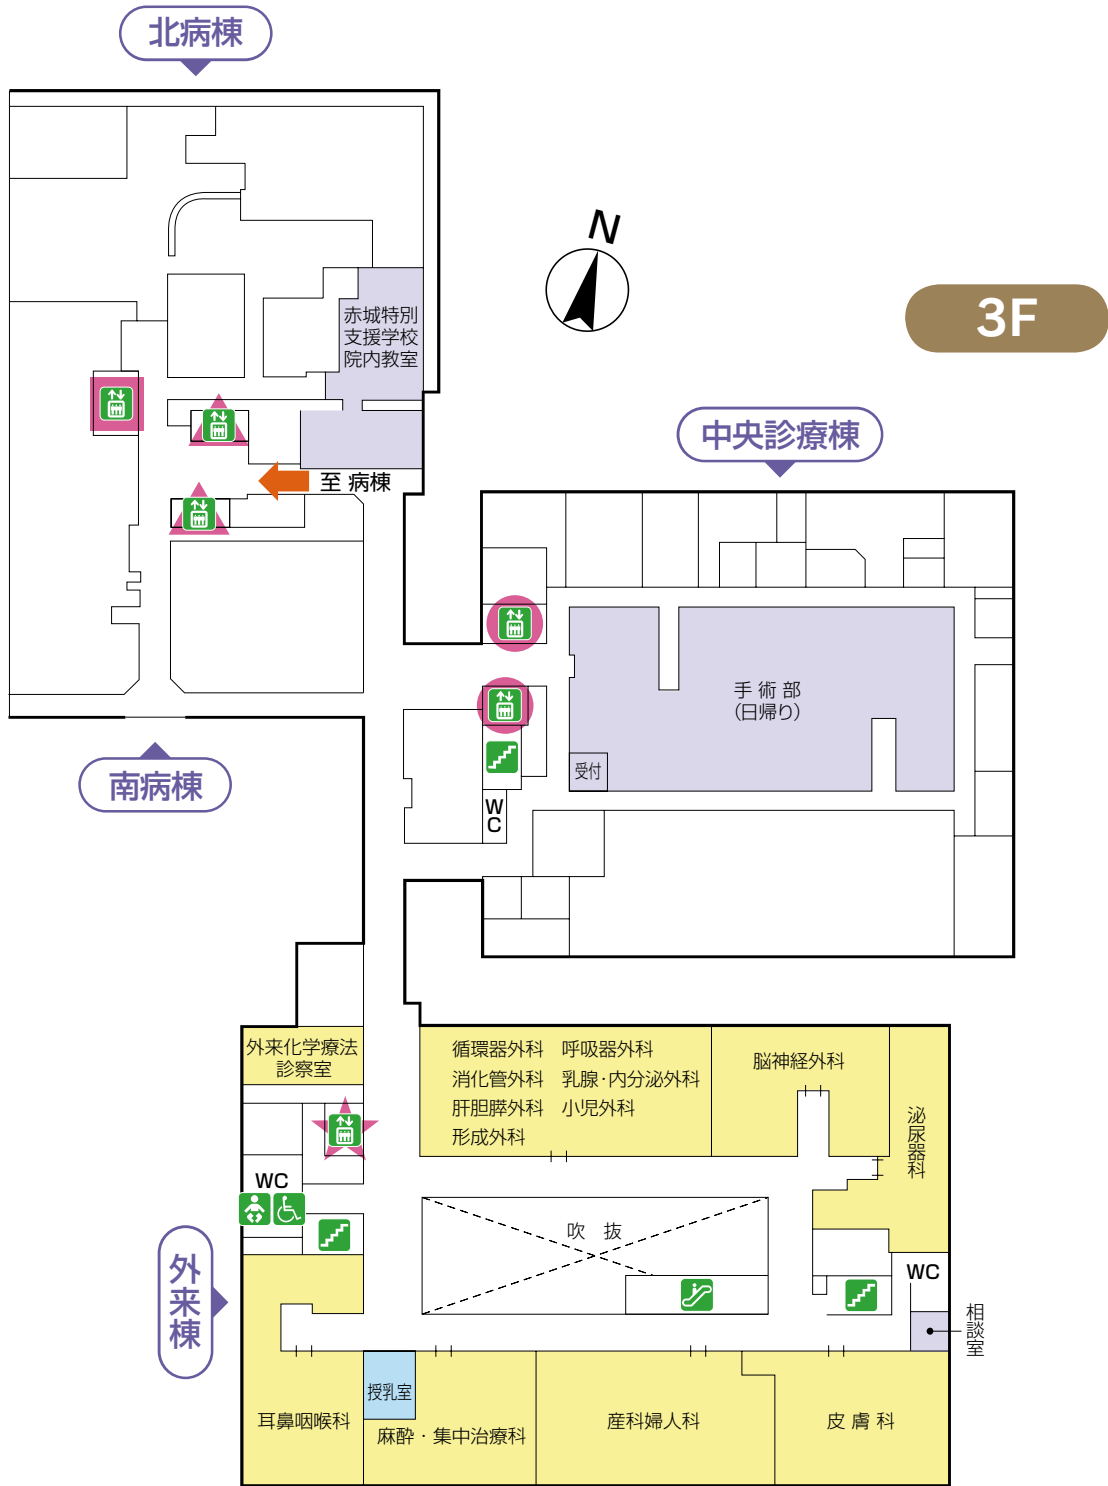 北病棟
N
3F
赤城特別
支援学校
院内教室
中央診療棟
至 病棟
手術部
(日帰り)
受付
南病棟
WC
外来化学療法
診察室
循環器外科 呼吸器外科
消化管外科 乳腺・内分泌外科
肝胆膵外科 小児外科
形成外科
脳神経外科
泌尿器科
WC
吹 抜
外来棟
WC
相談室
授乳室
耳鼻咽喉科
麻酔・集中治療科
産科婦人科
皮膚科